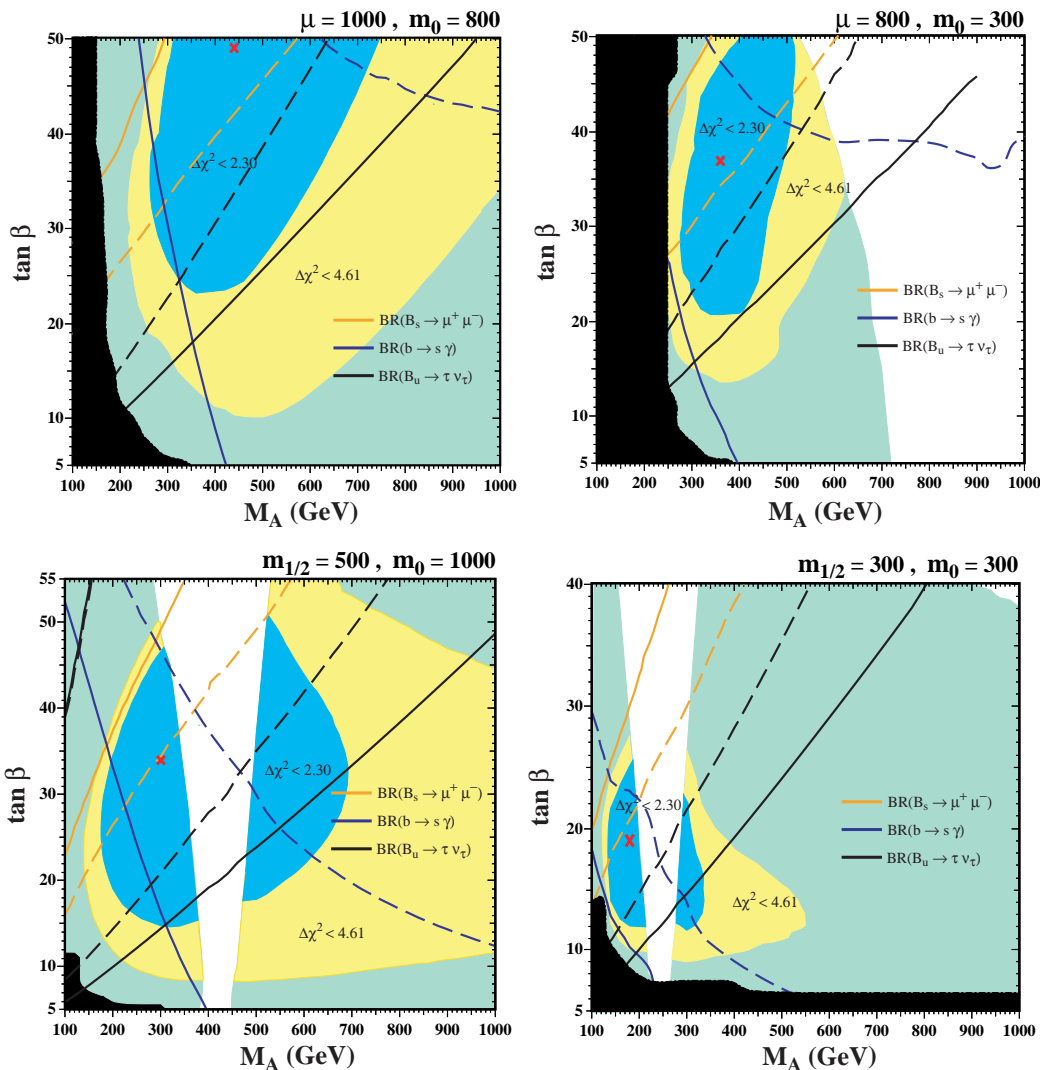 μ = 1000 , m0 = 800
50
40
30
20
10
5
tan β
Δχ² < 2.30
Δχ² < 4.61
BR(Bs → μ+ μ−)
BR(b → s γ)
BR(Bu → τ ντ)
100 200 300 400 500 600 700 800 900 1000
MA (GeV)
μ = 800 , m0 = 300
50
40
30
20
10
5
tan β
Δχ² < 2.30
Δχ² < 4.61
BR(Bs → μ+ μ−)
BR(b → s γ)
BR(Bu → τ ντ)
100 200 300 400 500 600 700 800 900 1000
MA (GeV)
m1/2 = 500 , m0 = 1000
55
50
40
30
20
10
5
tan β
Δχ² < 2.30
BR(Bs → μ+ μ−)
BR(b → s γ)
BR(Bu → τ ντ)
Δχ² < 4.61
100 200 300 400 500 600 700 800 900 1000
MA (GeV)
m1/2 = 300 , m0 = 300
40
30
20
10
5
tan β
Δχ² < 2.30
BR(Bs → μ+ μ−)
BR(b → s γ)
BR(Bu → τ ντ)
Δχ² < 4.61
100 200 300 400 500 600 700 800 900 1000
MA (GeV)